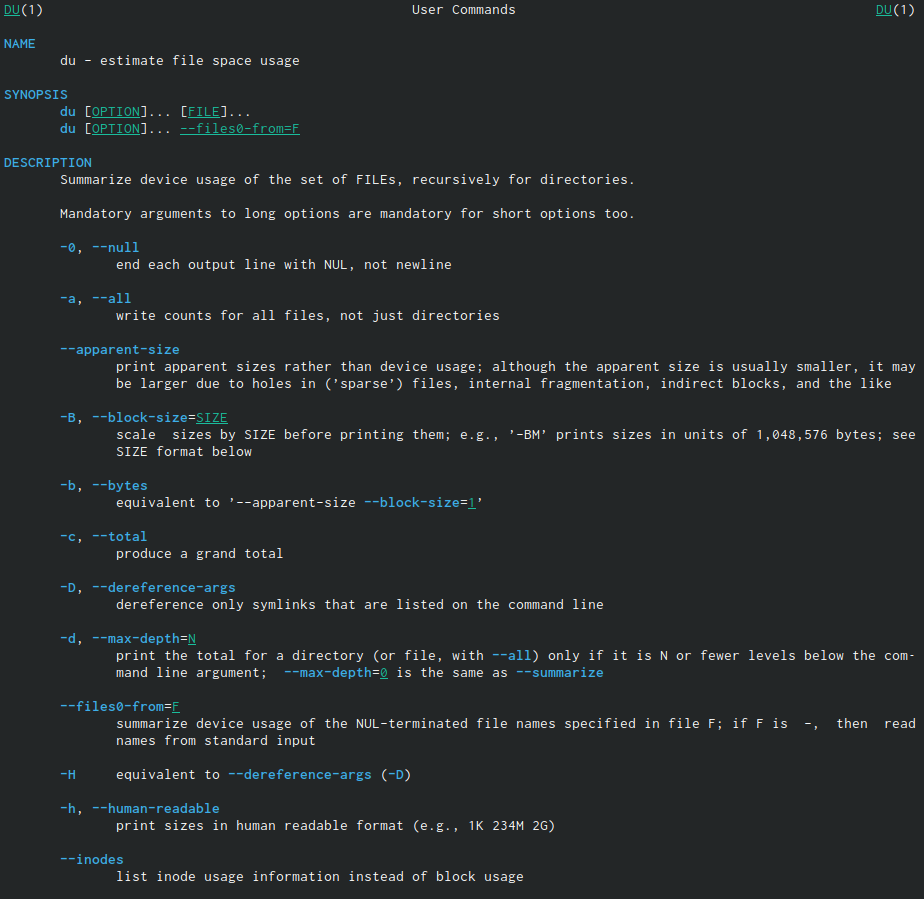 DU(1) User Commands DU(1)
NAME
du - estimate file space usage
SYNOPSIS
du [OPTION]... [FILE]...
du [OPTION]... --files0-from=F
DESCRIPTION
Summarize device usage of the set of FILEs, recursively for directories.
Mandatory arguments to long options are mandatory for short options too.
-0, --null
end each output line with NUL, not newline
-a, --all
write counts for all files, not just directories
--apparent-size
print apparent sizes rather than device usage; although the apparent size is usually smaller, it may
be larger due to holes in (’sparse’) files, internal fragmentation, indirect blocks, and the like
-B, --block-size=SIZE
scale  sizes by SIZE before printing them; e.g., ’-BM’ prints sizes in units of 1,048,576 bytes; see
SIZE format below
-b, --bytes
equivalent to ’--apparent-size --block-size=1’
-c, --total
produce a grand total
-D, --dereference-args
dereference only symlinks that are listed on the command line
-d, --max-depth=N
print the total for a directory (or file, with --all) only if it is N or fewer levels below the com-
mand line argument;  --max-depth=0 is the same as --summarize
--files0-from=F
summarize device usage of the NUL-terminated file names specified in file F; if F is  -,  then  read
names from standard input
-H     equivalent to --dereference-args (-D)
-h, --human-readable
print sizes in human readable format (e.g., 1K 234M 2G)
--inodes
list inode usage information instead of block usage